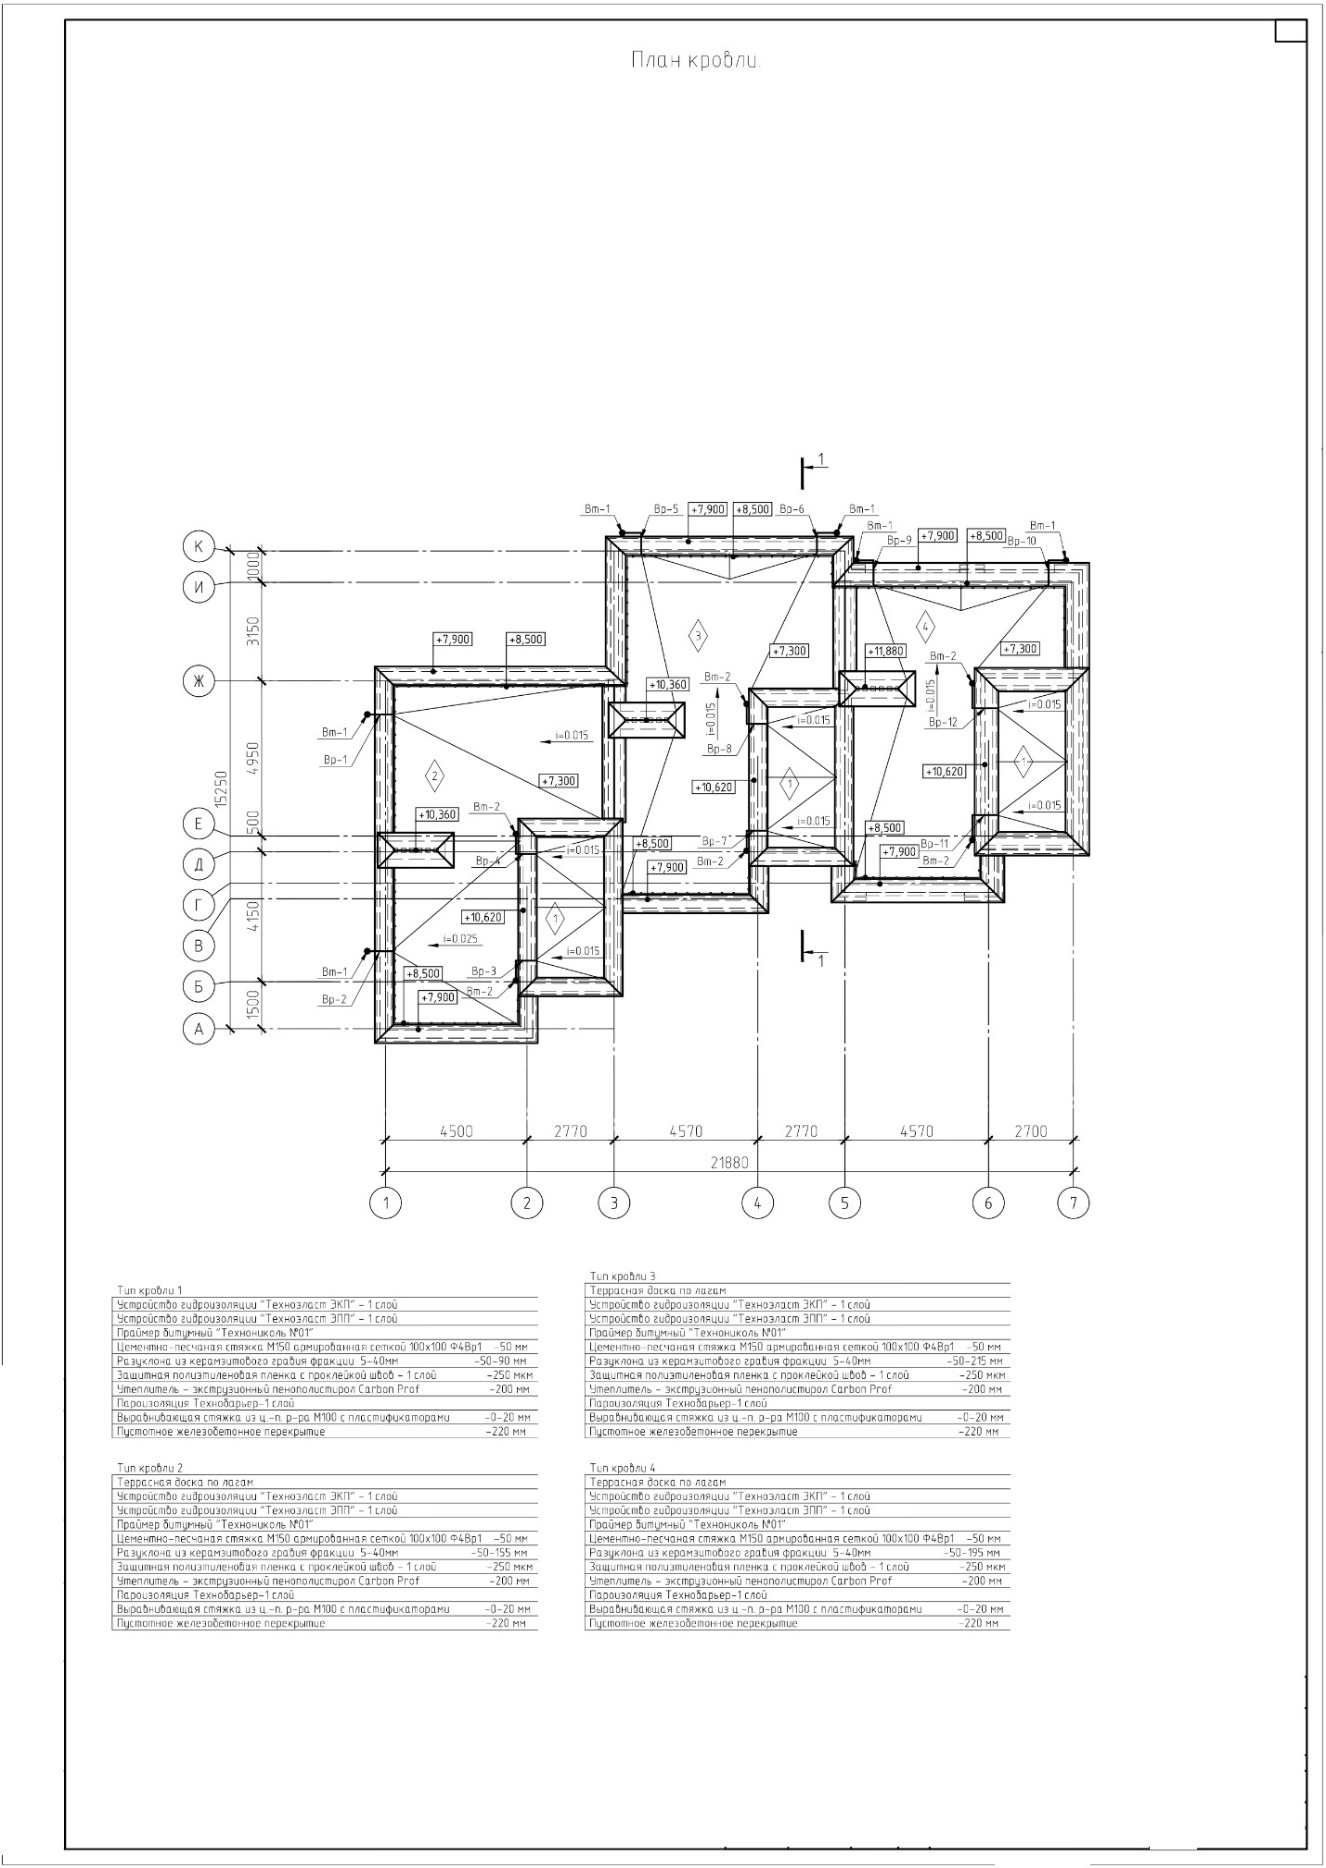 План кровли.
1
Вт-1
Вр-5
+7,900
+8,500
Вр-6
Вт-1
Вт-1
Вр-9
+7,900
+8,500
Вр-10
Вт-1
К
И
Ж
Е
Д
Г
В
Б
А
1000
3150
4950
500
4150
1500
15250
+7,900
+8,500
3
4
+7,300
+11,880
+7,300
Вт-2
Вт-2
+10,360
i=0.015
i=0.015
i=0.015
i=0.015
Вр-12
Вт-1
Вр-1
i=0.015
Вр-8
2
+7,300
+10,620
1
+10,620
1
+10,360
Вт-2
i=0.015
i=0.015
+8,500
Вр-4
i=0.015
+8,500
Вр-7
Вт-2
Вр-11
+7,900
Вт-2
+7,900
+10,620
1
i=0.025
i=0.015
Вт-1
+8,500
Вр-3
Вр-2
+7,900
Вт-2
1
4500
2770
4570
2770
4570
2700
21880
1
2
3
4
5
6
7
Тип кровли 1
Устройство гидроизоляции "Техноэласт ЭКП" – 1 слой
Устройство гидроизоляции "Техноэласт ЭПП" – 1 слой
Праймер битумный "Технониколь №01"
Цементно-песчаная стяжка М150 армированная сеткой 100х100 Ф4Вр1 –50 мм
Разуклона из керамзитового гравия фракции 5-40мм –50-90 мм
Защитная полиэтиленовая пленка с проклейкой швов – 1 слой –250 мкм
Утеплитель – экструзионный пенополистирол Carbon Prof –200 мм
Пароизоляция Технобарьер-1 слой
Выравнивающая стяжка из ц.-п. р-ра М100 с пластификаторами –0-20 мм
Пустотное железобетонное перекрытие –220 мм
Тип кровли 3
Террасная доска по лагам
Устройство гидроизоляции "Техноэласт ЭКП" – 1 слой
Устройство гидроизоляции "Техноэласт ЭПП" – 1 слой
Праймер битумный "Технониколь №01"
Цементно-песчаная стяжка М150 армированная сеткой 100х100 Ф4Вр1 –50 мм
Разуклона из керамзитового гравия фракции 5-40мм –50-215 мм
Защитная полиэтиленовая пленка с проклейкой швов – 1 слой –250 мкм
Утеплитель – экструзионный пенополистирол Carbon Prof –200 мм
Пароизоляция Технобарьер-1 слой
Выравнивающая стяжка из ц.-п. р-ра М100 с пластификаторами –0-20 мм
Пустотное железобетонное перекрытие –220 мм
Тип кровли 2
Террасная доска по лагам
Устройство гидроизоляции "Техноэласт ЭКП" – 1 слой
Устройство гидроизоляции "Техноэласт ЭПП" – 1 слой
Праймер битумный "Технониколь №01"
Цементно-песчаная стяжка М150 армированная сеткой 100х100 Ф4Вр1 –50 мм
Разуклона из керамзитового гравия фракции 5-40мм –50-155 мм
Защитная полиэтиленовая пленка с проклейкой швов – 1 слой –250 мкм
Утеплитель – экструзионный пенополистирол Carbon Prof –200 мм
Пароизоляция Технобарьер-1 слой
Выравнивающая стяжка из ц.-п. р-ра М100 с пластификаторами –0-20 мм
Пустотное железобетонное перекрытие –220 мм
Тип кровли 4
Террасная доска по лагам
Устройство гидроизоляции "Техноэласт ЭКП" – 1 слой
Устройство гидроизоляции "Техноэласт ЭПП" – 1 слой
Праймер битумный "Технониколь №01"
Цементно-песчаная стяжка М150 армированная сеткой 100х100 Ф4Вр1 –50 мм
Разуклона из керамзитового гравия фракции 5-40мм –50-195 мм
Защитная полиэтиленовая пленка с проклейкой швов – 1 слой –250 мкм
Утеплитель – экструзионный пенополистирол Carbon Prof –200 мм
Пароизоляция Технобарьер-1 слой
Выравнивающая стяжка из ц.-п. р-ра М100 с пластификаторами –0-20 мм
Пустотное железобетонное перекрытие –220 мм